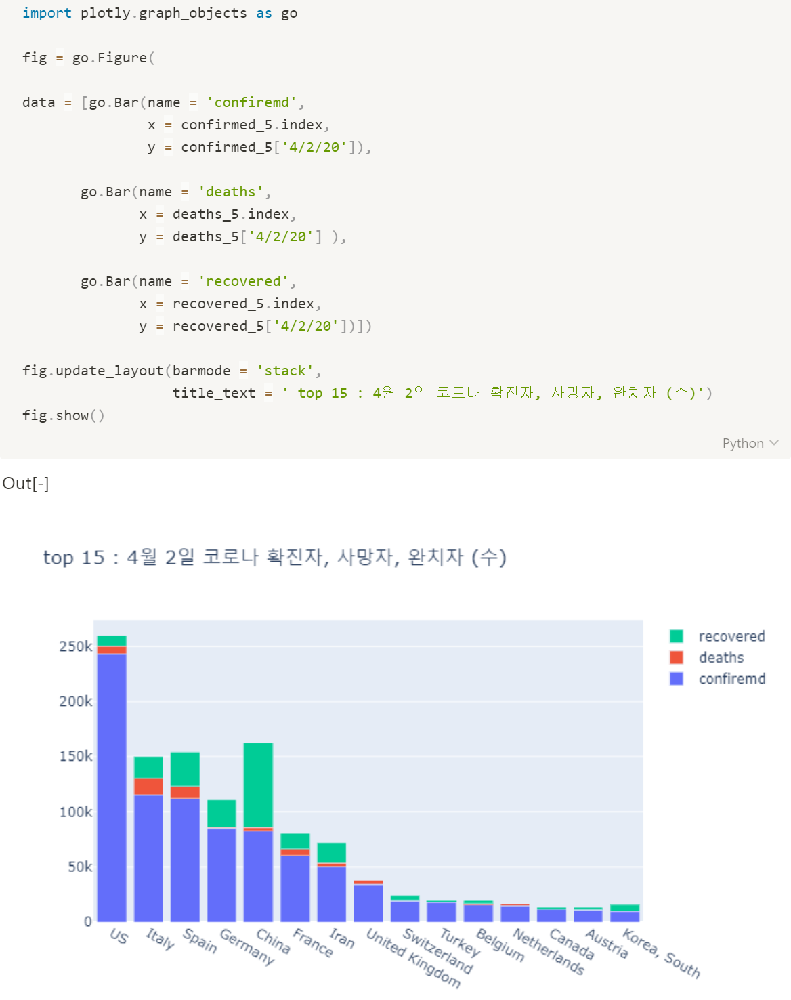 import plotly.graph_objects as go
fig = go.Figure(
data = [go.Bar(name = 'confiremd',
x = confirmed_5.index,
y = confirmed_5['4/2/20']),
go.Bar(name = 'deaths',
x = deaths_5.index,
y = deaths_5['4/2/20'] ),
go.Bar(name = 'recovered',
x = recovered_5.index,
y = recovered_5['4/2/20'])])
fig.update_layout(barmode = 'stack',
title_text = ' top 15 : 4월 2일 코로나 확진자, 사망자, 완치자 (수)')
fig.show()
Python
Out[-]
top 15 : 4월 2일 코로나 확진자, 사망자, 완치자 (수)
250k
200k
150k
100k
50k
0
US
Italy
Spain
Germany
China
France
Iran
United Kingdom
Switzerland
Turkey
Belgium
Netherlands
Canada
Austria
Korea, South
recovered
deaths
confiremd